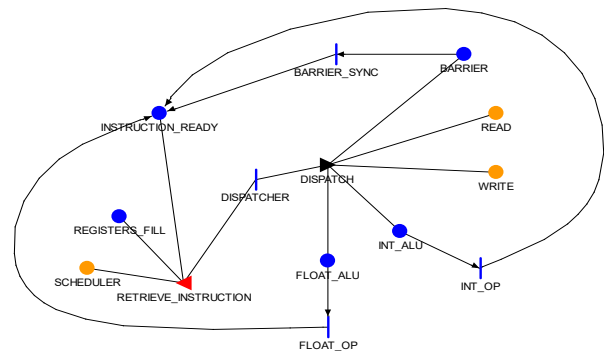 BARRIER_SYNC
BARRIER
INSTRUCTION_READY
READ
DISPATCHER
DISPATCH
WRITE
REGISTERS_FILL
INT_ALU
SCHEDULER
FLOAT_ALU
INT_OP
RETRIEVE_INSTRUCTION
FLOAT_OP